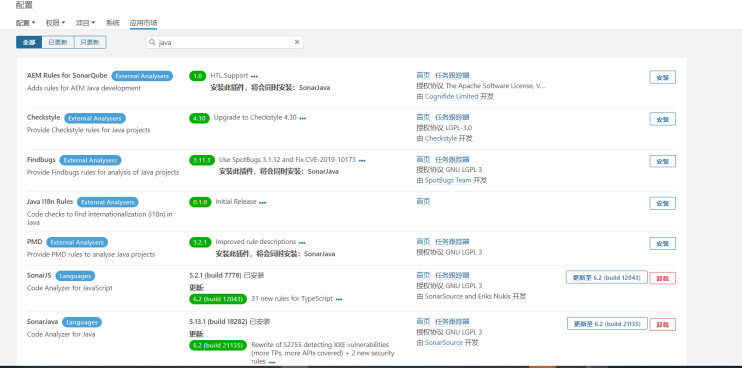 配置
配置 权限 项目 系统 应用市场
全部 已更新 只更新 java
AEM Rules for SonarQube External Analysers 1.0 HTL Support ... 首页 任务跟踪器 安装
Adds rules for AEM Java development 安装此插件，将会同时安装： SonarJava 授权协议 The Apache Software License, V...
由 Cognifide Limited 开发
Checkstyle External Analysers 4.30 Upgrade to Checkstyle 4.30 ... 首页 任务跟踪器 安装
Provide Checkstyle rules for Java projects 授权协议 LGPL-3.0
由 Checkstyle 开发
Findbugs External Analysers 3.11.1 Use SpotBugs 3.1.12 and Fix CVE-2019-10173 ... 首页 任务跟踪器 安装
Provide Findbugs rules for analysis of Java projects 安装此插件，将会同时安装： SonarJava 授权协议 GNU LGPL 3
由 SpotBugs Team 开发
Java I18n Rules External Analysers 0.1.0 Initial Release ... 首页 安装
Code checks to find internationalization (i18n) in
Java
PMD External Analysers 3.2.1 Improved rule descriptions ... 首页 任务跟踪器 安装
Provide PMD rules to analyse Java projects 安装此插件，将会同时安装： SonarJava 授权协议 GNU LGPL 3
SonarJS Languages 5.2.1 (build 7778) 已安装 首页 任务跟踪器 更新至 6.2 (build 12043) 卸载
Code Analyzer for JavaScript 更新: 授权协议 GNU LGPL 3
6.2 (build 12043) 31 new rules for TypeScript ... 由 SonarSource and Eriks Nukis 开发
SonarJava Languages 5.13.1 (build 18282) 已安装 首页 任务跟踪器 更新至 6.2 (build 21135) 卸载
Code Analyzer for Java 更新: 授权协议 GNU LGPL 3
6.2 (build 21135) Rewrite of S2755 detecting XXE vulnerabilities 由 SonarSource 开发
(more TPs, more APIs covered) + 2 new security
rules ...